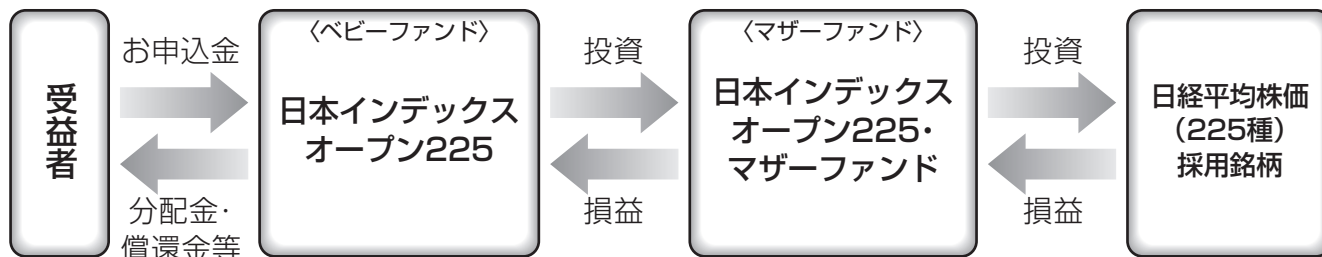 受益者
お申込金
分配金・
償還金等
〈ベビーファンド〉
日本インデックス
オープン225
投資
損益
〈マザーファンド〉
日本インデックス
オープン225・
マザーファンド
投資
損益
日経平均株価
（225種）
採用銘柄